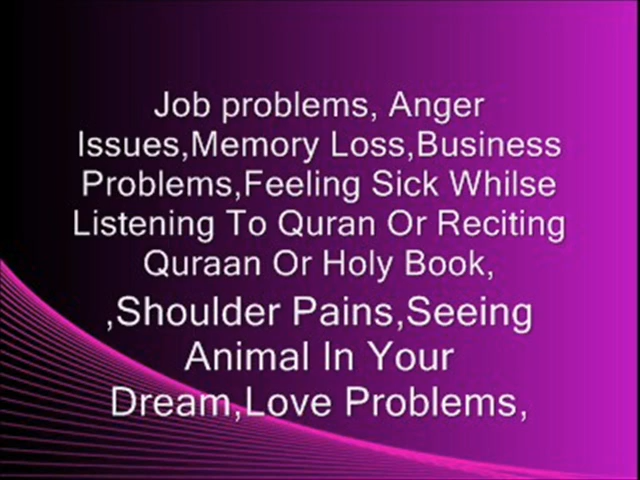 Job problems, Anger
Issues,Memory Loss,Business
Problems,Feeling Sick Whilse
Listening To Quran Or Reciting
Quraan Or Holy Book,
,Shoulder Pains,Seeing
Animal In Your
Dream,Love Problems,